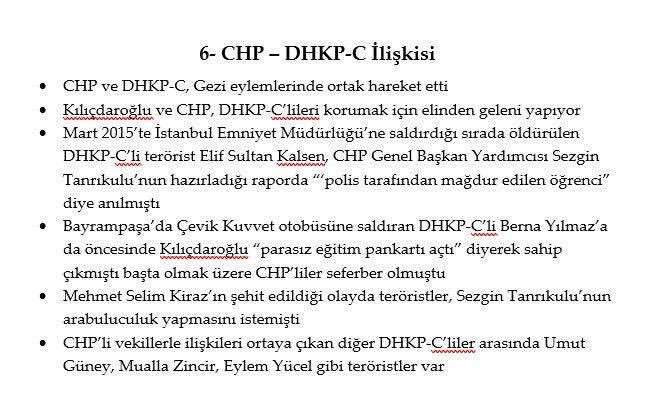 6- CHP – DHKP-C İlişkisi
• CHP ve DHKP-C, Gezi eylemlerinde ortak hareket etti
• Kılıçdaroğlu ve CHP, DHKP-C'lileri korumak için elinden geleni yapıyor
• Mart 2015'te İstanbul Emniyet Müdürlüğü'ne saldırdığı sırada öldürülen
DHKP-C'li terörist Elif Sultan Kalsen, CHP Genel Başkan Yardımcısı Sezgin
Tanrıkulu'nun hazırladığı raporda "'polis tarafından mağdur edilen öğrenci"
diye anılmıştı
• Bayrampaşa'da Çevik Kuvvet otobüsüne saldıran DHKP-C'li Berna Yılmaz'a
da öncesinde Kılıçdaroğlu "parasız eğitim pankartı açtı" diyerek sahip
çıkmıştı başta olmak üzere CHP'liler seferber olmuştu
• Mehmet Selim Kiraz'ın şehit edildiği olayda teröristler, Sezgin Tanrıkulu'nun
arabuluculuk yapmasını istemişti
• CHP'li vekillerle ilişkileri ortaya çıkan diğer DHKP-C'liler arasında Umut
Güney, Mualla Zincir, Eylem Yücel gibi teröristler var